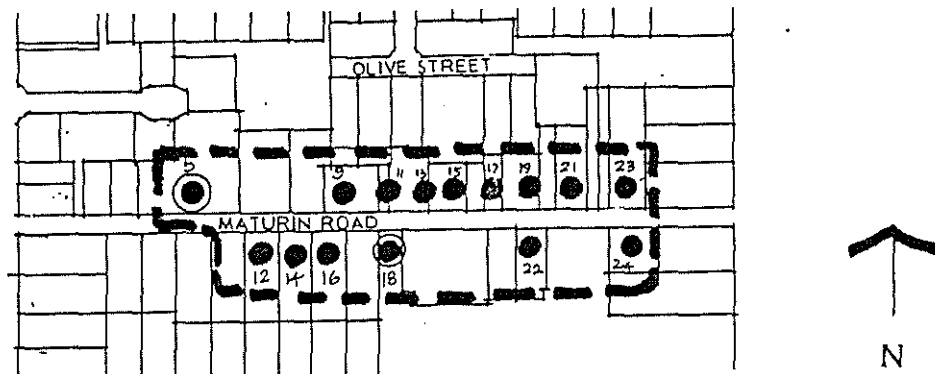 OLIVE STREET
5 9 11 13 15 17 19 21 23
MATURIN ROAD
12 14 16 18 22 24
N